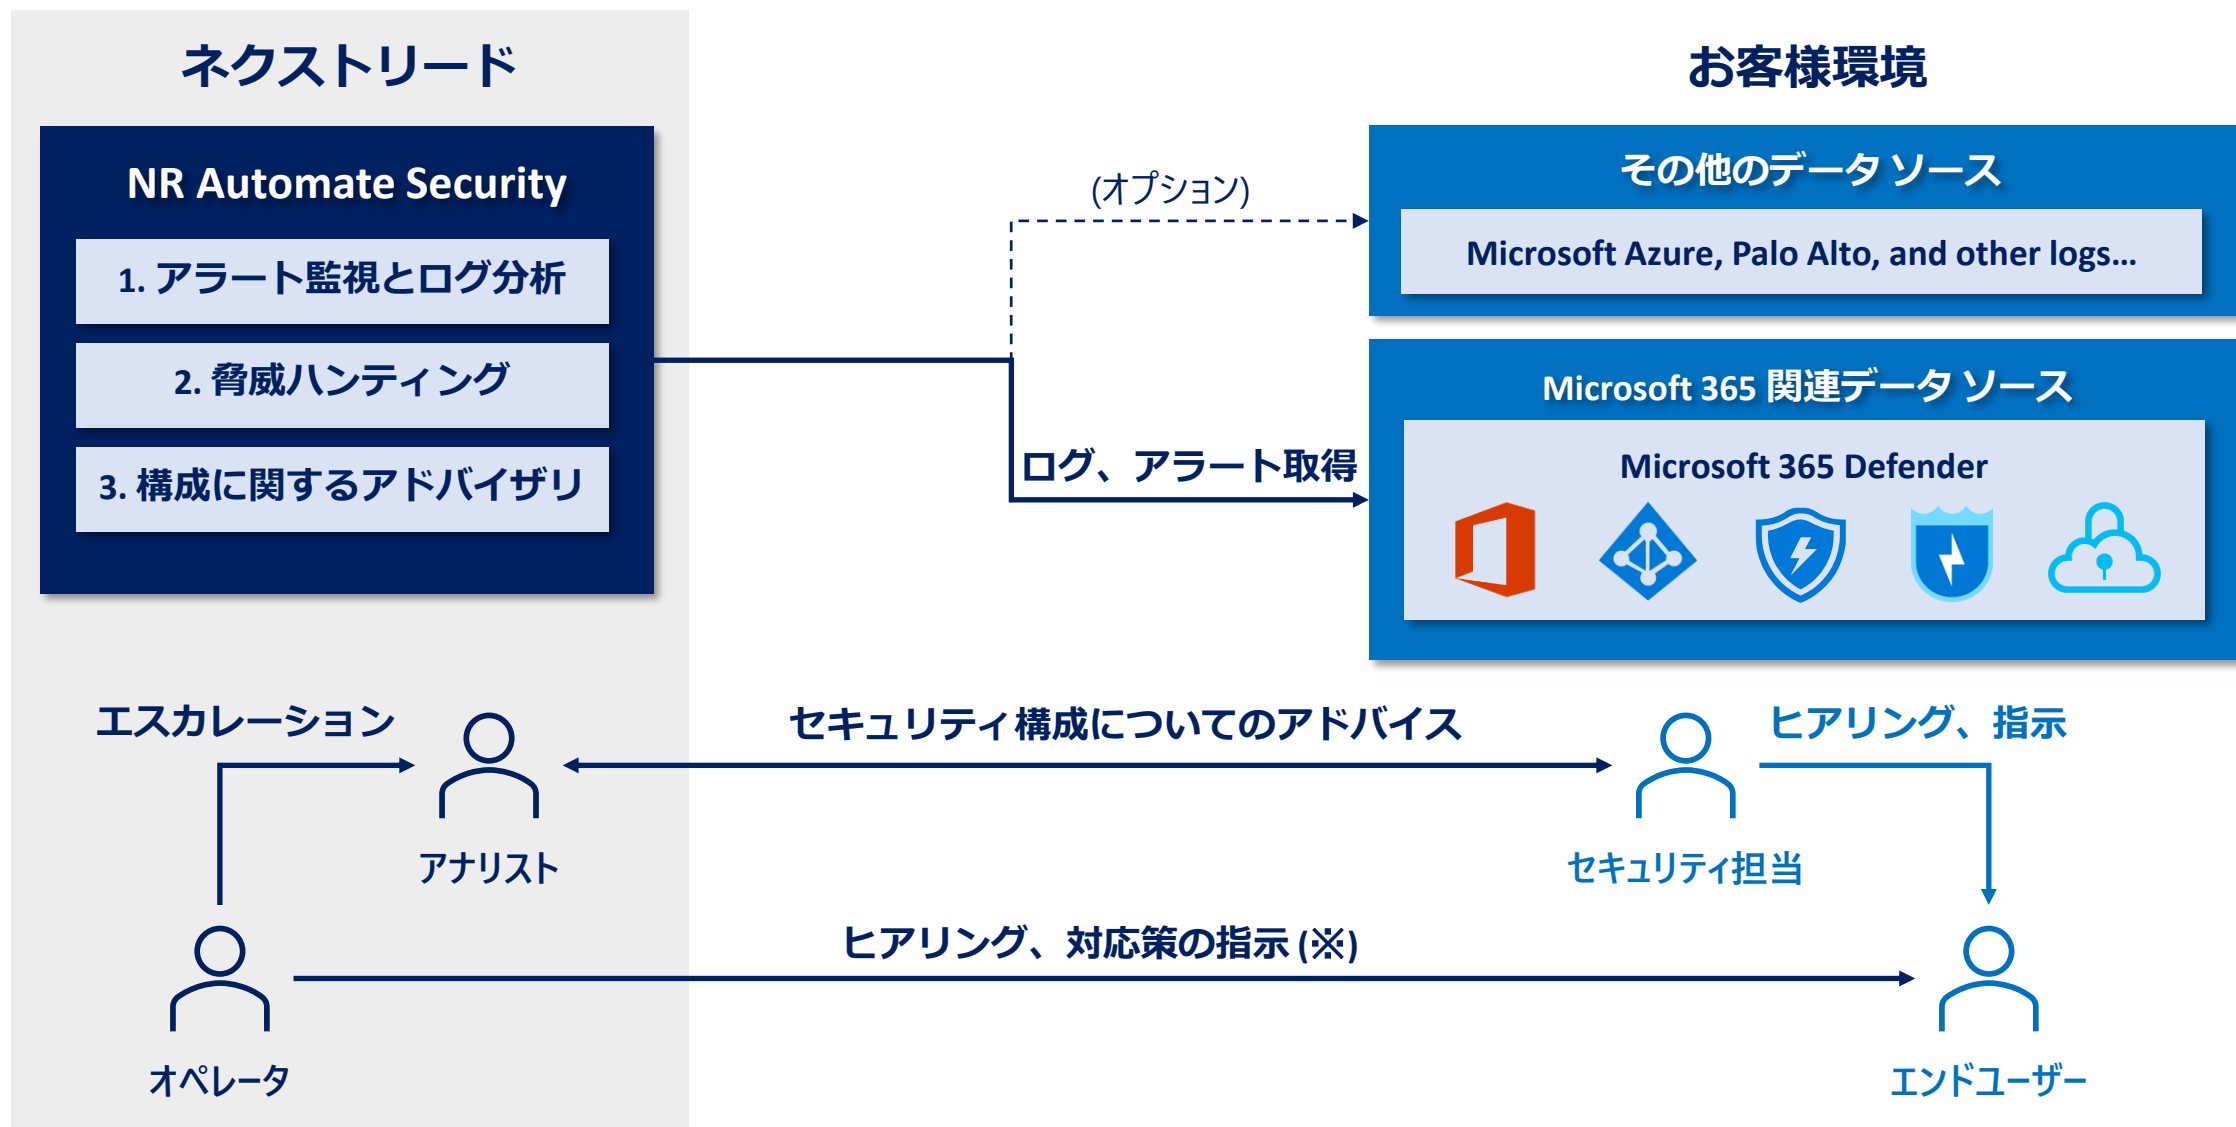 ネクストリード
お客様環境
NR Automate Security
1. アラート監視とログ分析
2. 脅威ハンティング
3. 構成に関するアドバイザリ
(オプション)
ログ、アラート取得
その他のデータ ソース
Microsoft Azure, Palo Alto, and other logs…
Microsoft 365 関連データ ソース
Microsoft 365 Defender
エスカレーション
セキュリティ構成についてのアドバイス
ヒアリング、指示
アナリスト
セキュリティ担当
ヒアリング、対応策の指示 (※)
オペレータ
エンドユーザー